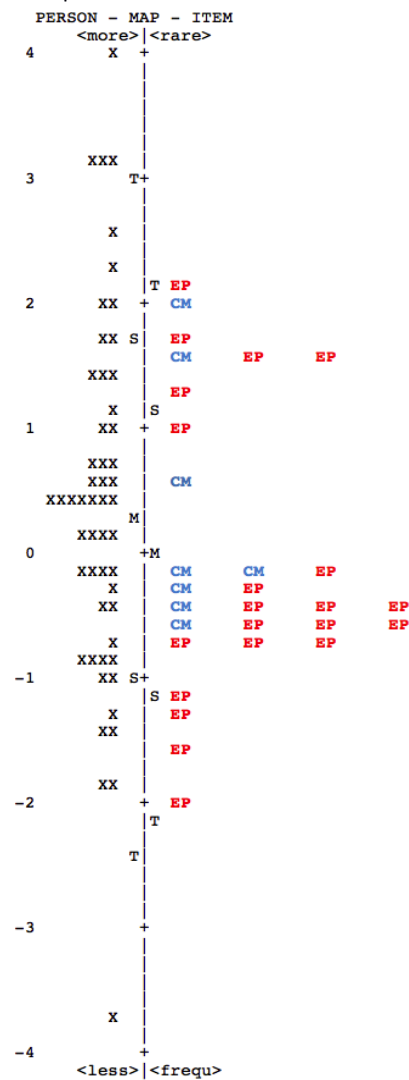 PERSON - MAP - ITEM
<more>|<rare>
4 X +
|
|
|
|
|
|
|
XXX |
3 T+
|
|
|
X |
|
X |
|T EP
2 XX + CM
|
XX S| EP
| CM EP EP
XXX |
| EP
X |S
1 XX + EP
|
XXX |
XXX | CM
XXXXXXX |
M|
XXXX |
0 +M
XXXX | CM CM EP
X | CM EP
XX | CM EP EP EP
| CM EP EP EP
X | EP EP EP
XXXX |
-1 XX S+
|S EP
X | EP
XX |
| EP
|
XX |
-2 + EP
|T
|
T|
|
|
|
-3 +
|
|
|
|
|
|
X |
|
-4 +
<less>|<frequ>